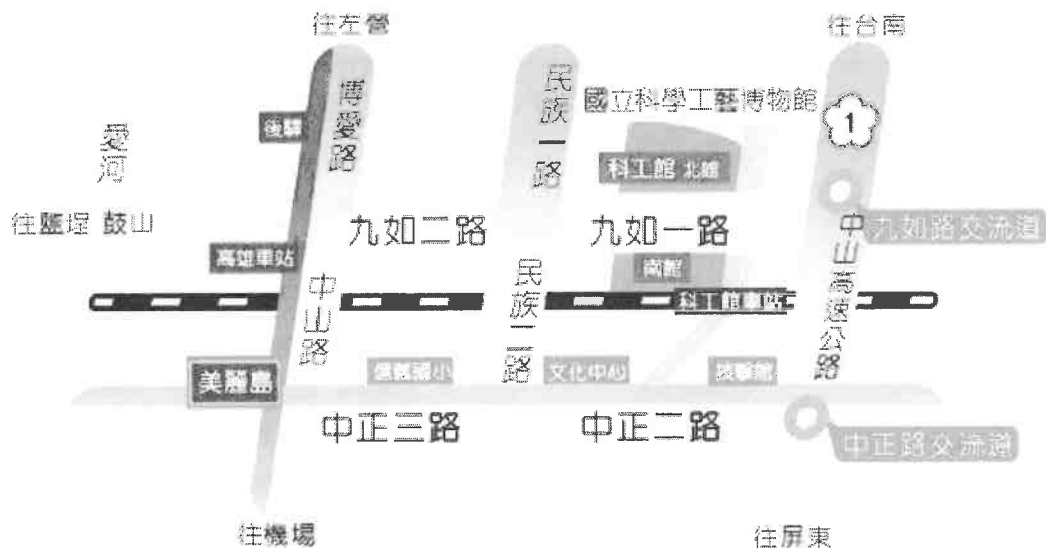 往左營
往台南
博愛路
民族一路
國立科學工藝博物館
1
後驛
愛河
科工館 北館
往鹽埕 鼓山
九如二路
九如一路
九如路交流道
高雄車站
南館
中山路
民族二路
科工館車站
中山高速公路
美麗島
信義國小
文化中心
技擊館
中正三路
中正二路
中正路交流道
往機場
往屏東